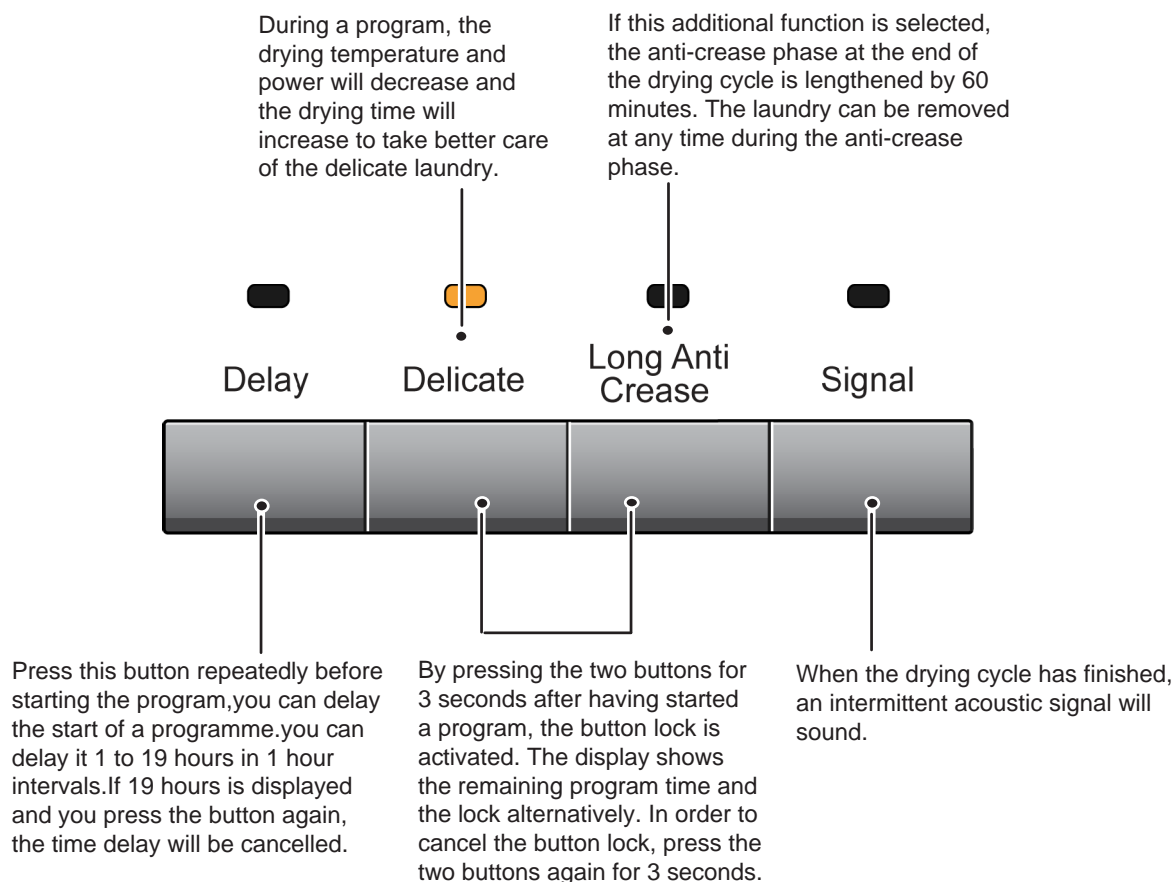 During a program, the
drying temperature and
power will decrease and
the drying time will
increase to take better care
of the delicate laundry.
If this additional function is selected,
the anti-crease phase at the end of
the drying cycle is lengthened by 60
minutes. The laundry can be removed
at any time during the anti-crease
phase.
Delay
Delicate
Long Anti
Crease
Signal
Press this button repeatedly before
starting the program,you can delay
the start of a programme.you can
delay it 1 to 19 hours in 1 hour
intervals.If 19 hours is displayed
and you press the button again,
the time delay will be cancelled.
By pressing the two buttons for
3 seconds after having started
a program, the button lock is
activated. The display shows
the remaining program time and
the lock alternatively. In order to
cancel the button lock, press the
two buttons again for 3 seconds.
When the drying cycle has finished,
an intermittent acoustic signal will
sound.